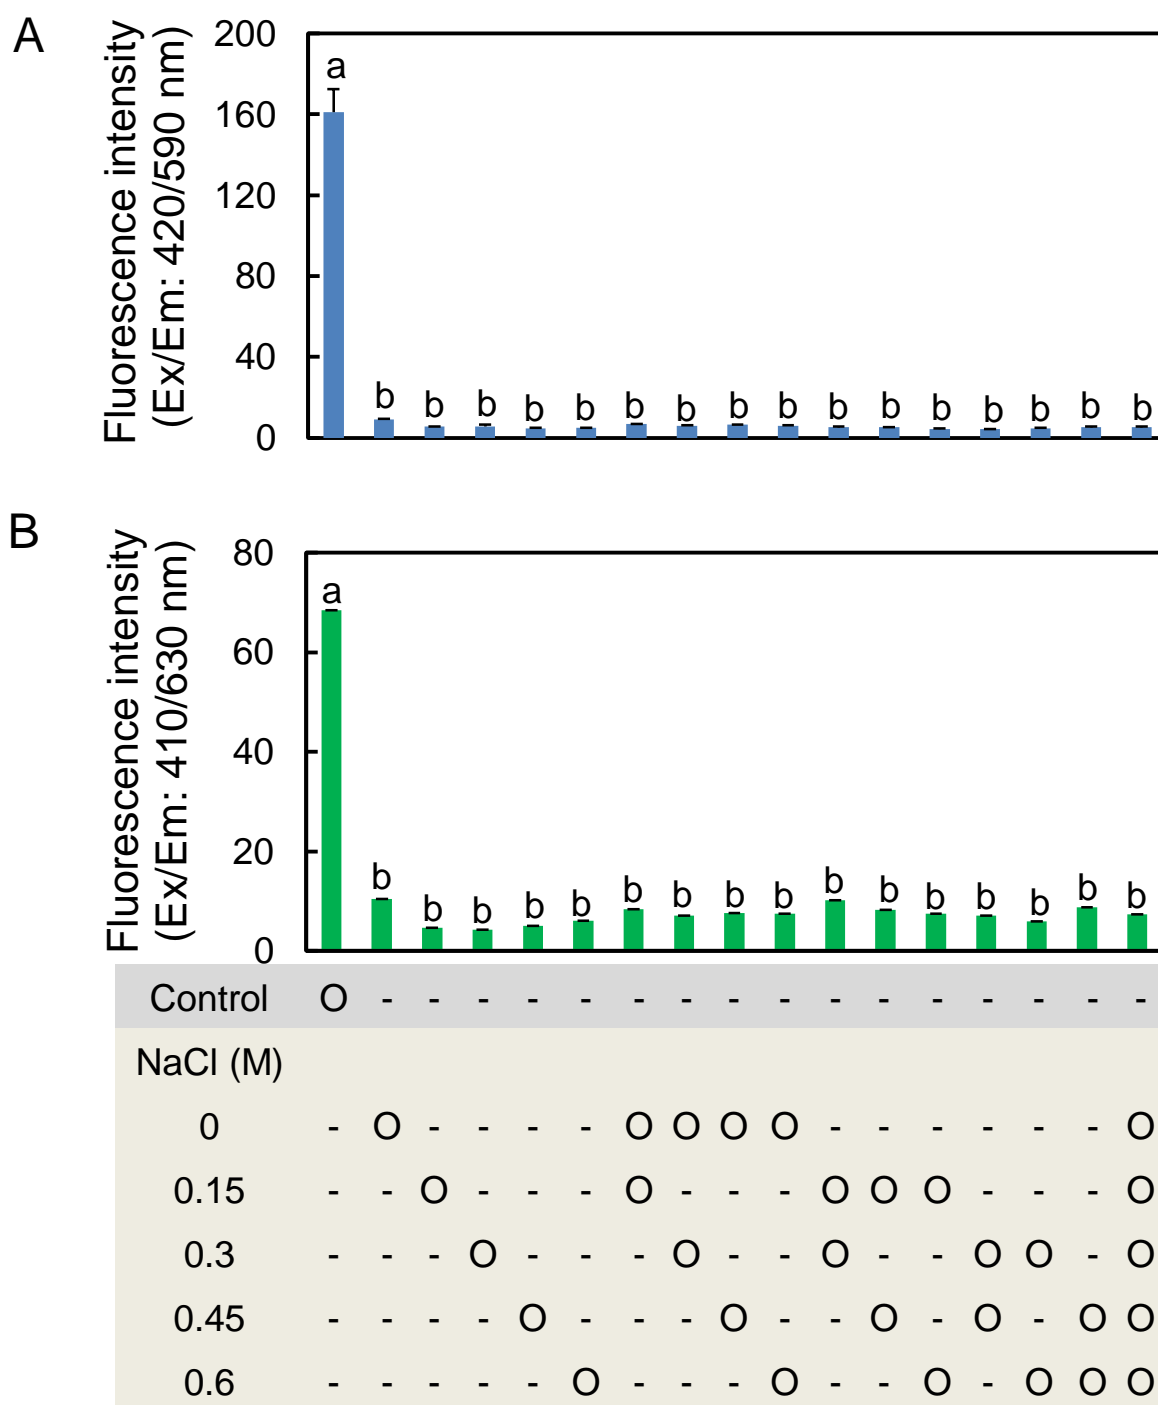 A
Fluorescence intensity
(Ex/Em: 420/590 nm)
200
160
120
80
40
0
a
b b b b b b b b b b b b b b b b
B
Fluorescence intensity
(Ex/Em: 410/630 nm)
80
60
40
20
0
a
b b b b b b b b b b b b b b b b
Control O - - - - - - - - - - - - - - - -
NaCl (M)
0 - O - - - - O O O O - - - - - - O
0.15 - - O - - - O - - - O O O - - - O
0.3 - - - O - - - O - - O - - O O - O
0.45 - - - - O - - - O - - O - O - O O
0.6 - - - - - O - - - O - - O - O O O